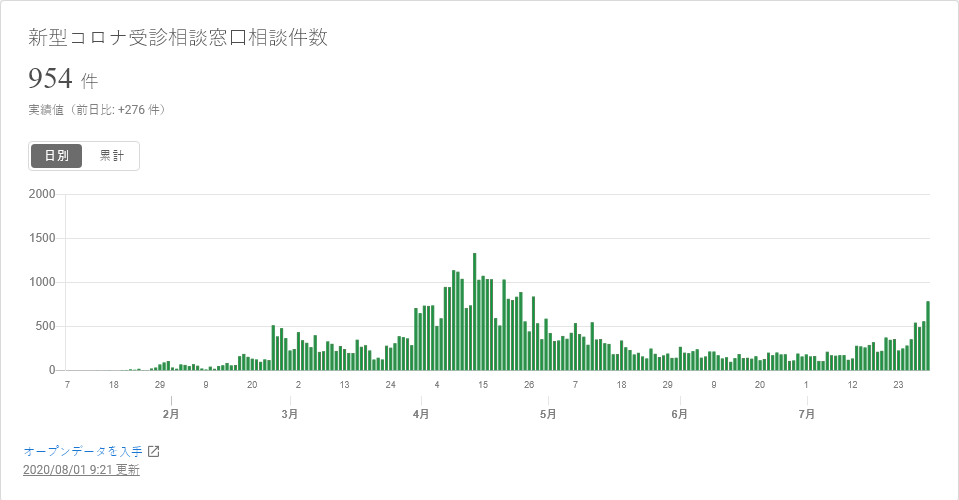 新型コロナ受診相談窓口相談件数
954 件
実績値（前日比: +276 件）
日別 累計
2000
1500
1000
500
0
7 18 29 9 20 2 13 24 4 15 26 7 18 29 9 20 1 12 23
2月 3月 4月 5月 6月 7月
オープンデータを入手
2020/08/01 9:21 更新